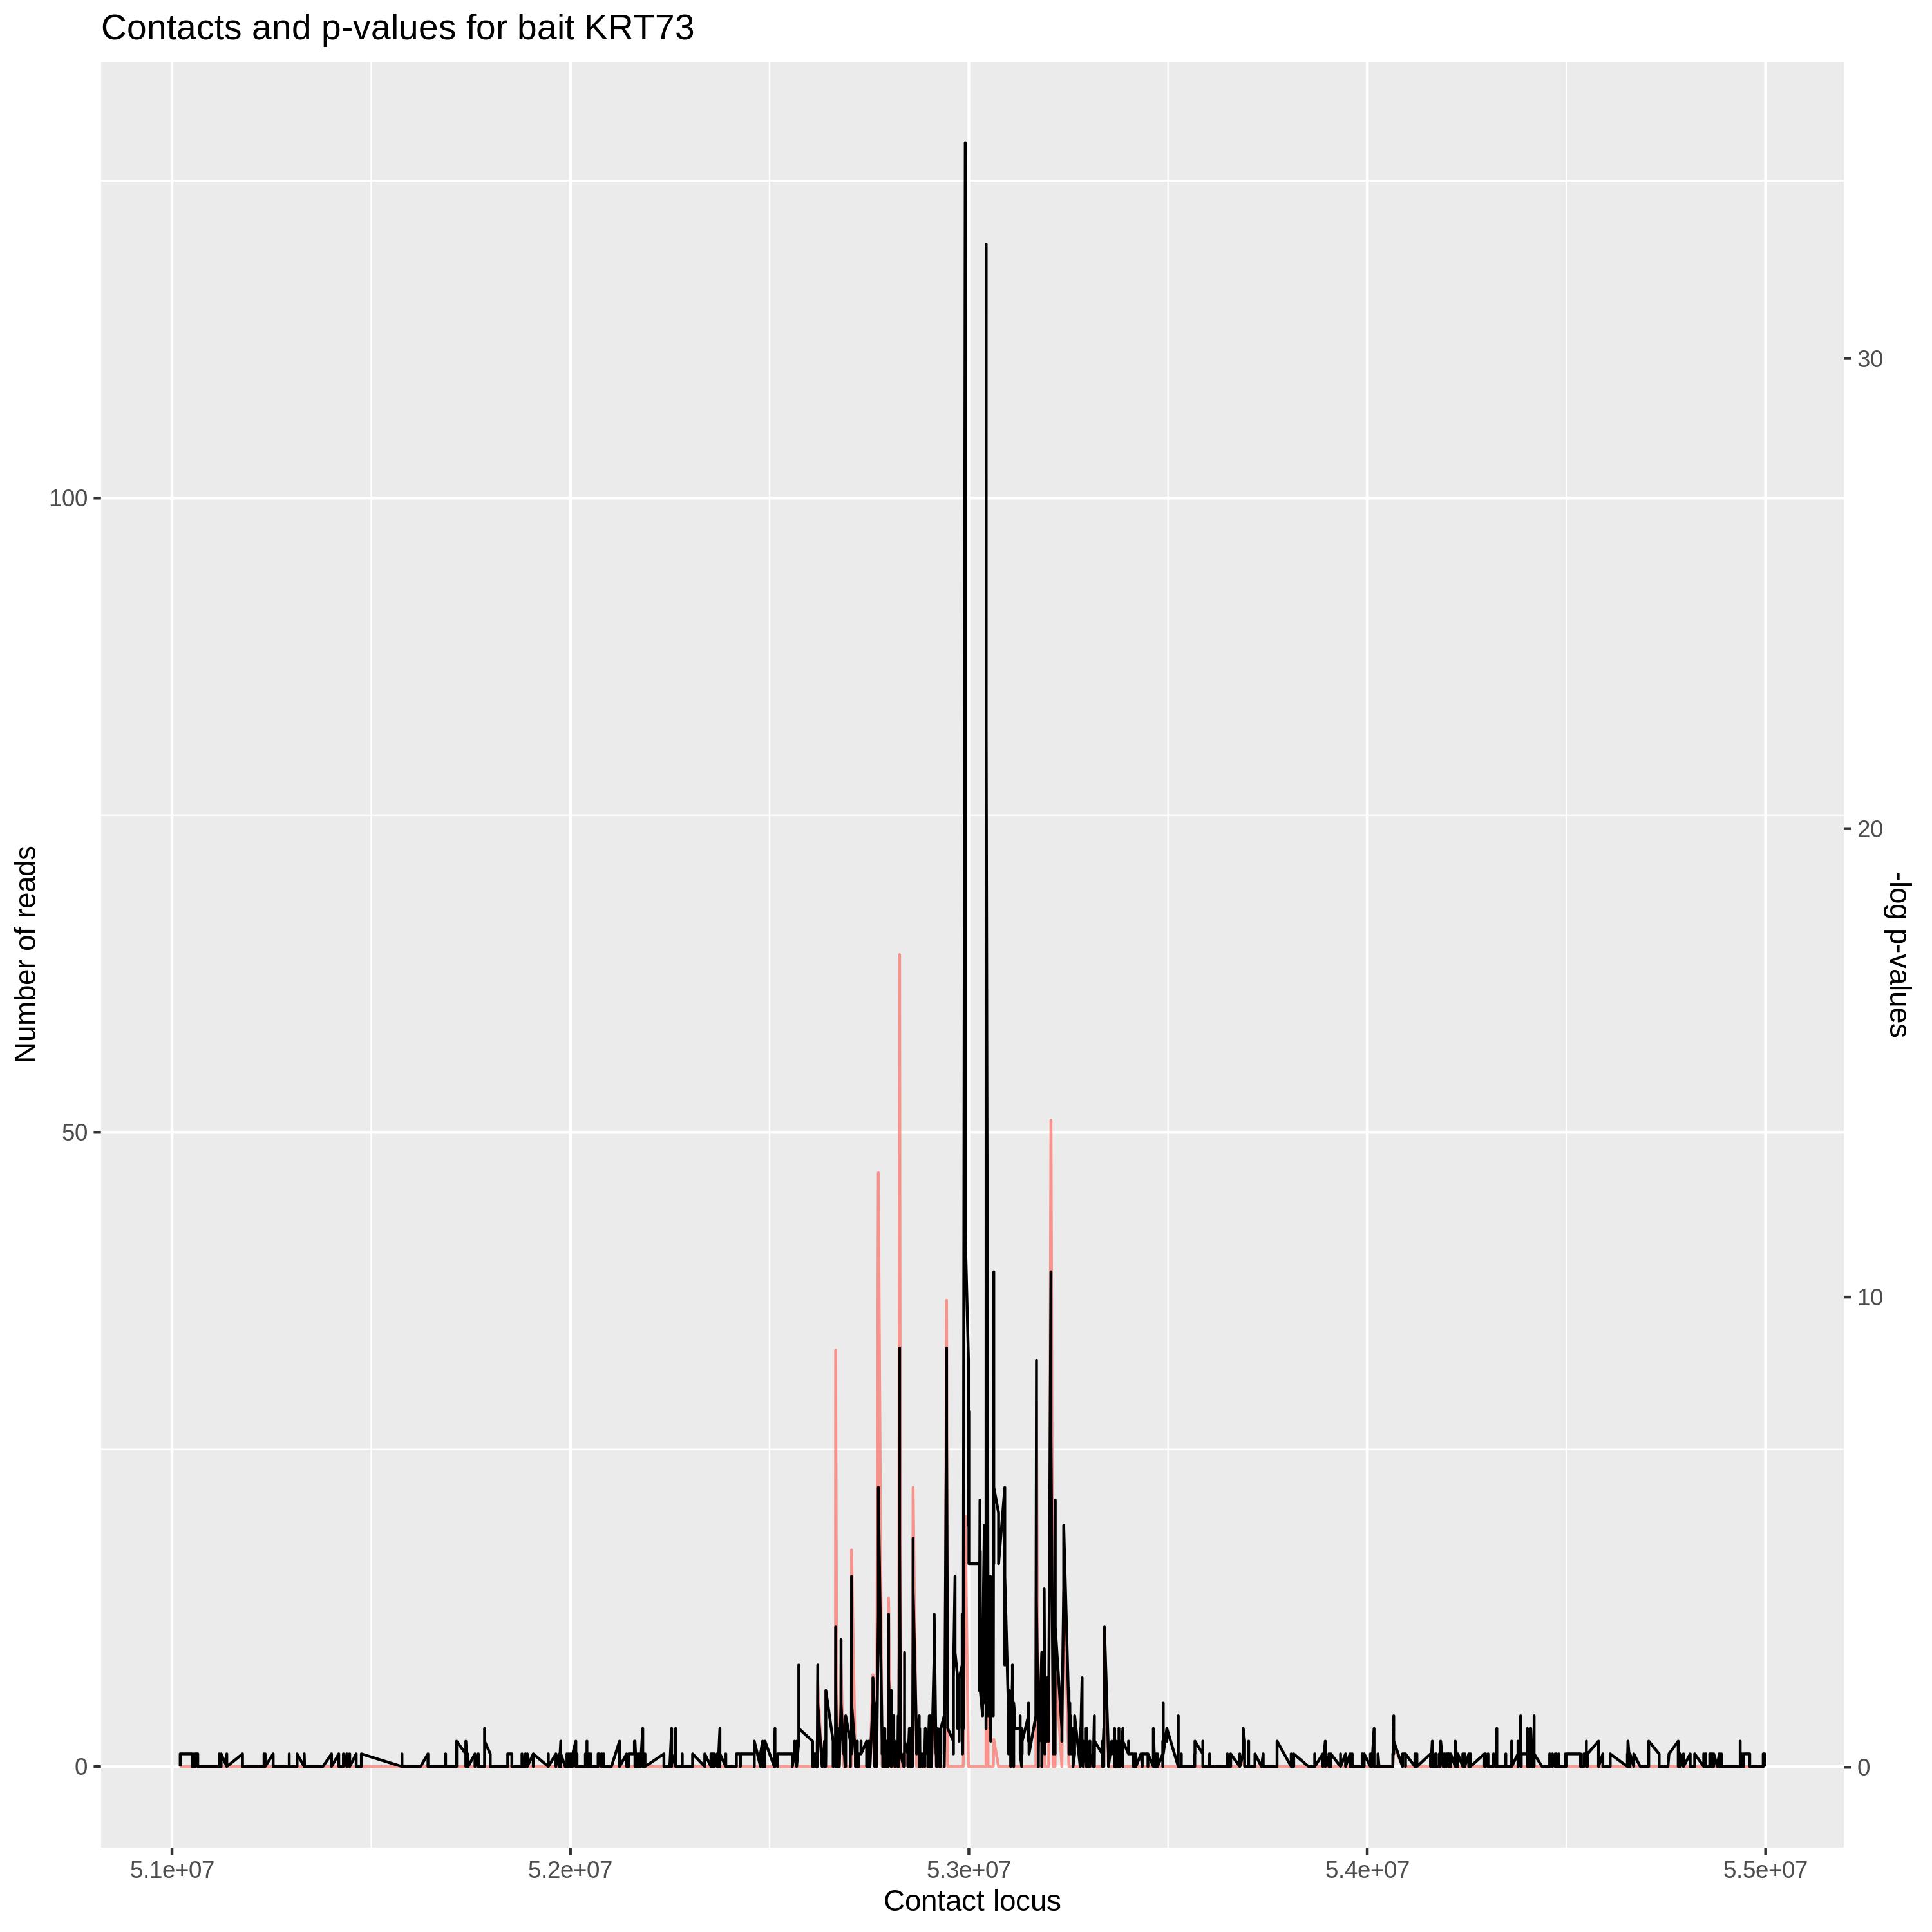 Contacts and p-values for bait KRT73
Number of reads
100
50
0
30
20
10
0
-log p-values
5.1e+07 5.2e+07 5.3e+07 5.4e+07 5.5e+07
Contact locus